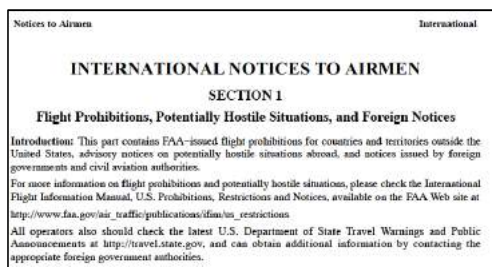 Notices to Airmen International
INTERNATIONAL NOTICES TO AIRMEN
SECTION 1
Flight Prohibitions, Potentially Hostile Situations, and Foreign Notices
Introduction: This part contains FAA-issued flight prohibitions for countries and territories outside the
United States, advisory notices on potentially hostile situations abroad, and notices issued by foreign
governments and civil aviation authorities.
For more information on flight prohibitions and potentially hostile situations, please check the International
Flight Information Manual, U.S. Prohibitions, Restrictions and Notices, available on the FAA Web site at
http://www.faa.gov/air_traffic/publications/ifim/us_restrictions
All operators also should check the latest U.S. Department of State Travel Warnings and Public
Announcements at http://travel.state.gov, and can obtain additional information by contacting the
appropriate foreign government authorities.